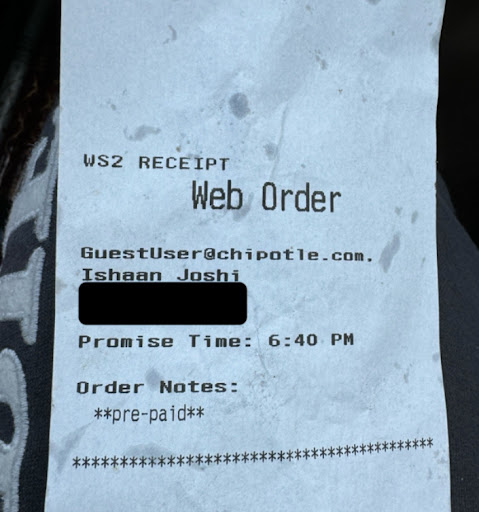 WS2 RECEIPT
Web Order
GuestUser@chipotle.com.
Ishaan Joshi
Promise Time: 6:40 PM
Order Notes:
**pre-paid**
****************************************